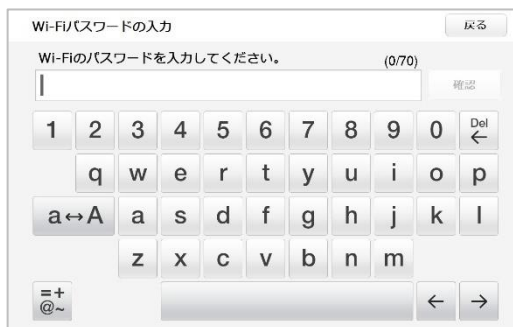 Wi-Fiパスワードの入力 戻る
Wi-Fiのパスワードを入力してください。 (0/70)
確認
1 2 3 4 5 6 7 8 9 0 Del ←
q w e r t y u i o p
a↔A a s d f g h j k l
z x c v b n m
=+
@~ ← →